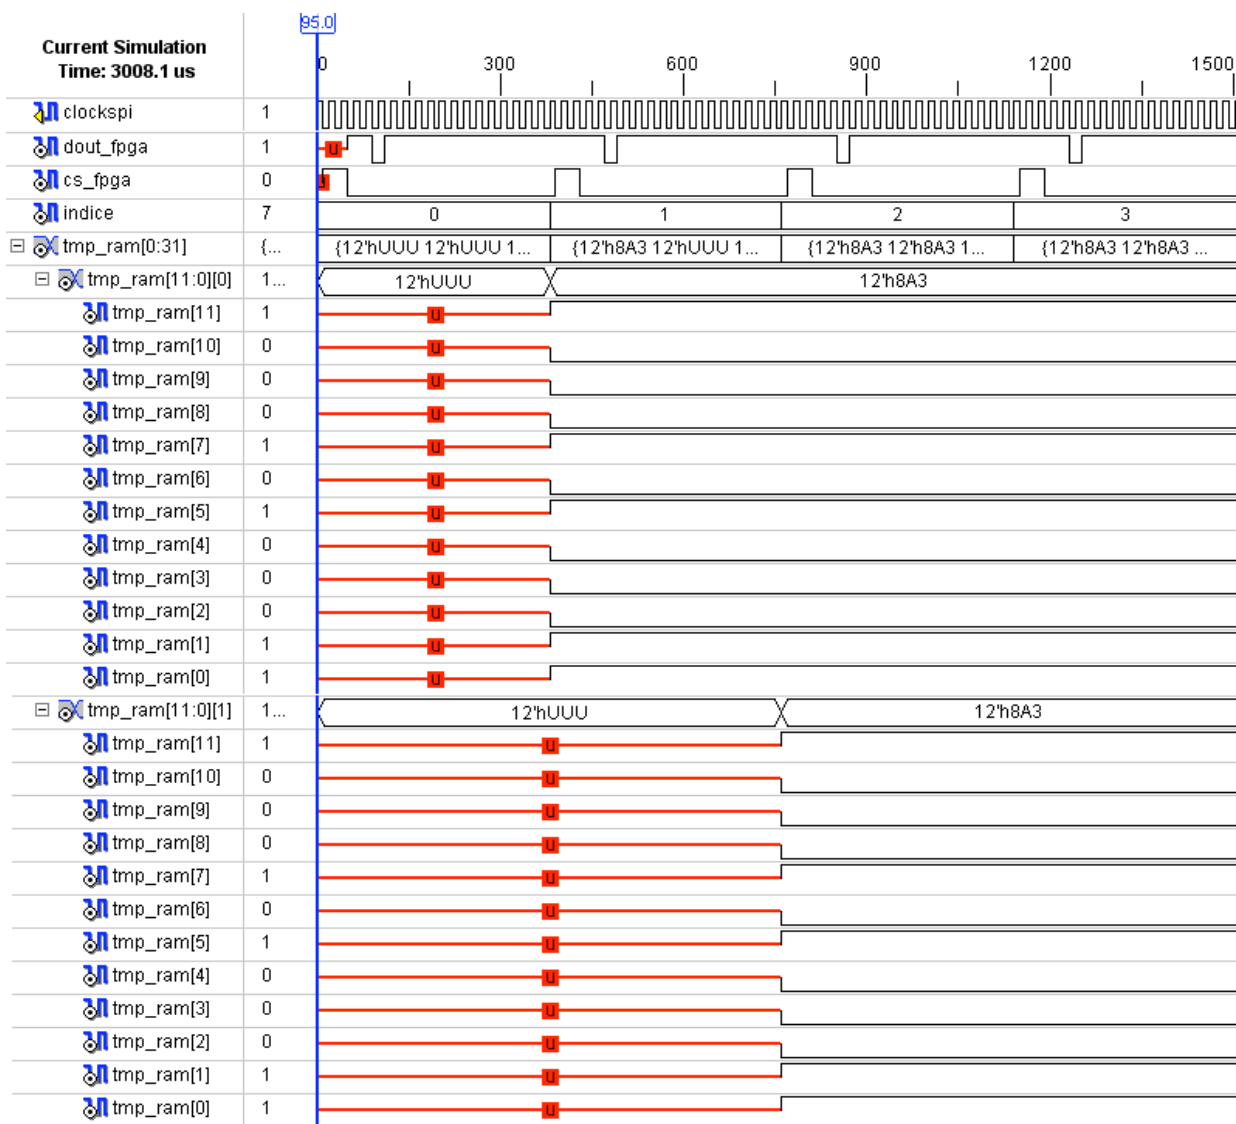 95.0
Current Simulation
Time: 3008.1 us
0 300 600 900 1200 1500
clockspi 1
dout_fpga 1 U
cs_fpga 0
indice 7 0 1 2 3
tmp_ram[0:31] {... {12'hUUU 12'hUUU 1... {12'h8A3 12'hUUU 1... {12'h8A3 12'h8A3 1... {12'h8A3 12'h8A3 ...
tmp_ram[11:0][0] 1... 12'hUUU 12'h8A3
tmp_ram[11] 1 U
tmp_ram[10] 0 U
tmp_ram[9] 0 U
tmp_ram[8] 0 U
tmp_ram[7] 1 U
tmp_ram[6] 0 U
tmp_ram[5] 1 U
tmp_ram[4] 0 U
tmp_ram[3] 0 U
tmp_ram[2] 0 U
tmp_ram[1] 1 U
tmp_ram[0] 1 U
tmp_ram[11:0][1] 1... 12'hUUU 12'h8A3
tmp_ram[11] 1 U
tmp_ram[10] 0 U
tmp_ram[9] 0 U
tmp_ram[8] 0 U
tmp_ram[7] 1 U
tmp_ram[6] 0 U
tmp_ram[5] 1 U
tmp_ram[4] 0 U
tmp_ram[3] 0 U
tmp_ram[2] 0 U
tmp_ram[1] 1 U
tmp_ram[0] 1 U